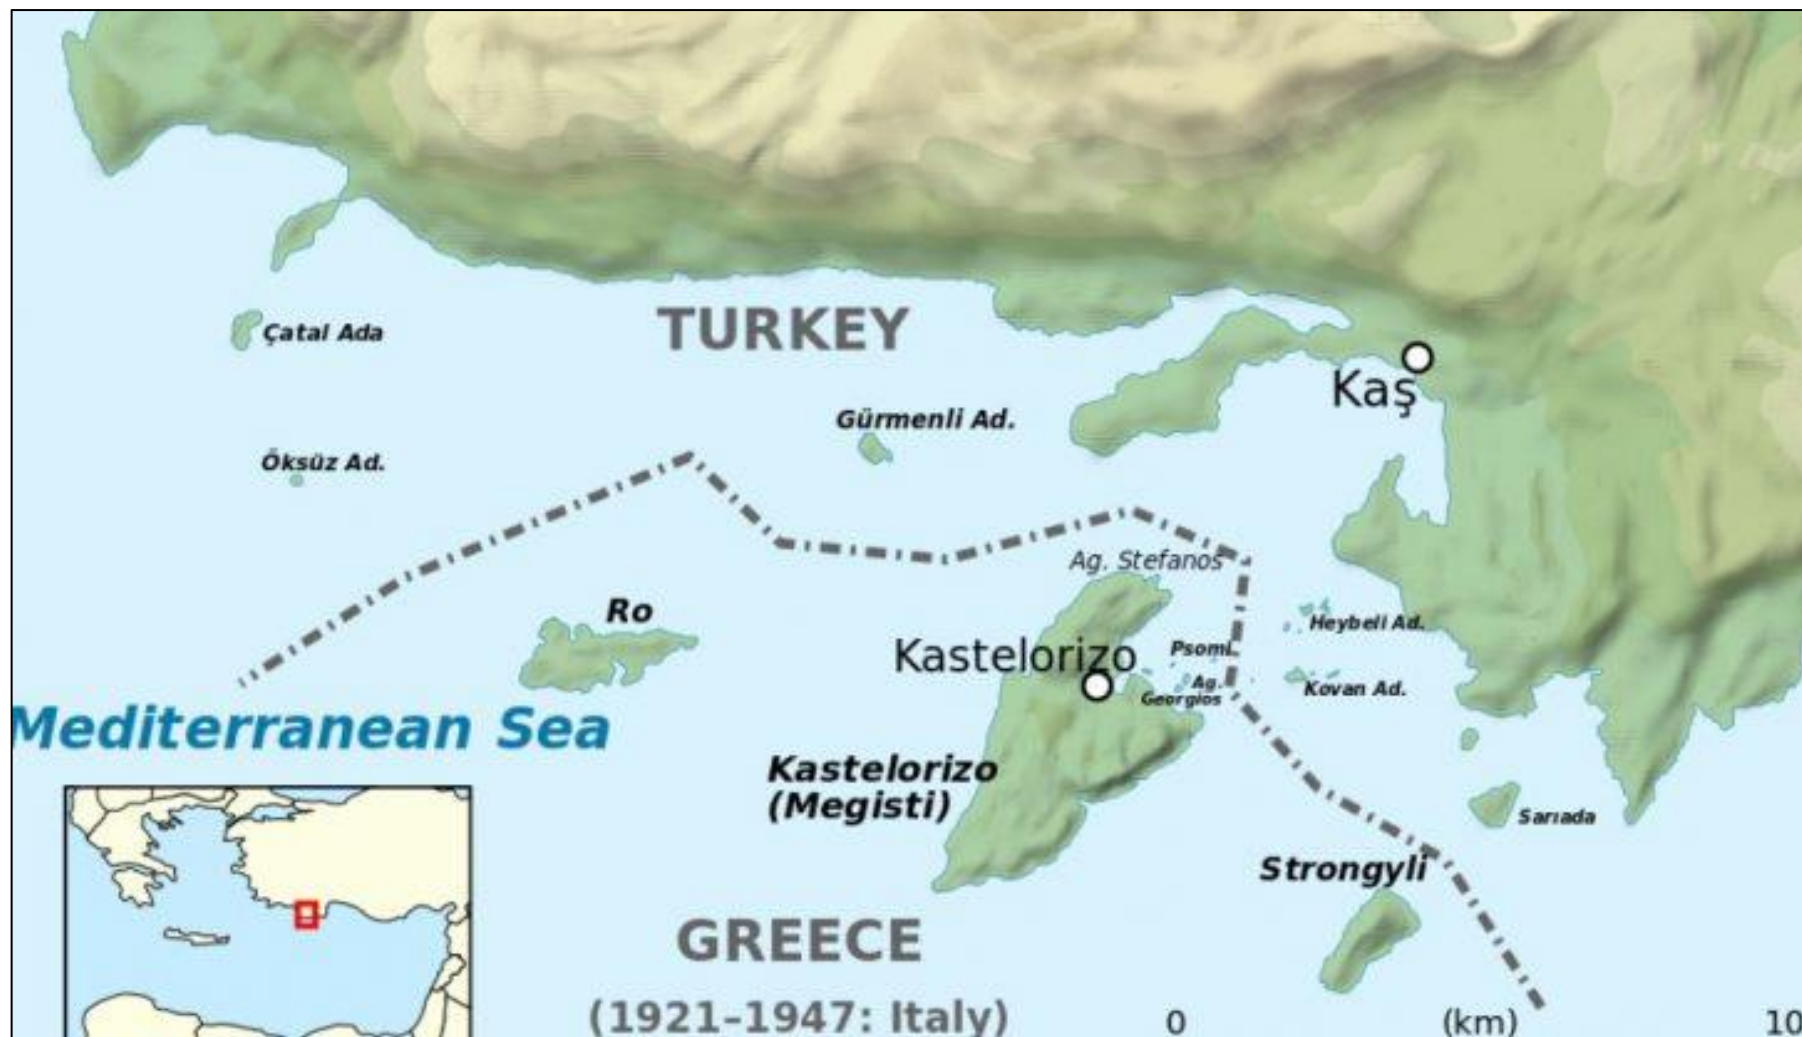 TURKEY
Çatal Ada
Kaş
Gürmenli Ad.
Öksüz Ad.
Ag. Stefanos
Ro
Heybeli Ad.
Kastelorizo
Psomi
Ag.
Georgios
Kovan Ad.
Mediterranean Sea
Kastelorizo
(Megisti)
Sarıada
Strongyli
GREECE
(1921–1947: Italy)
0 (km) 10